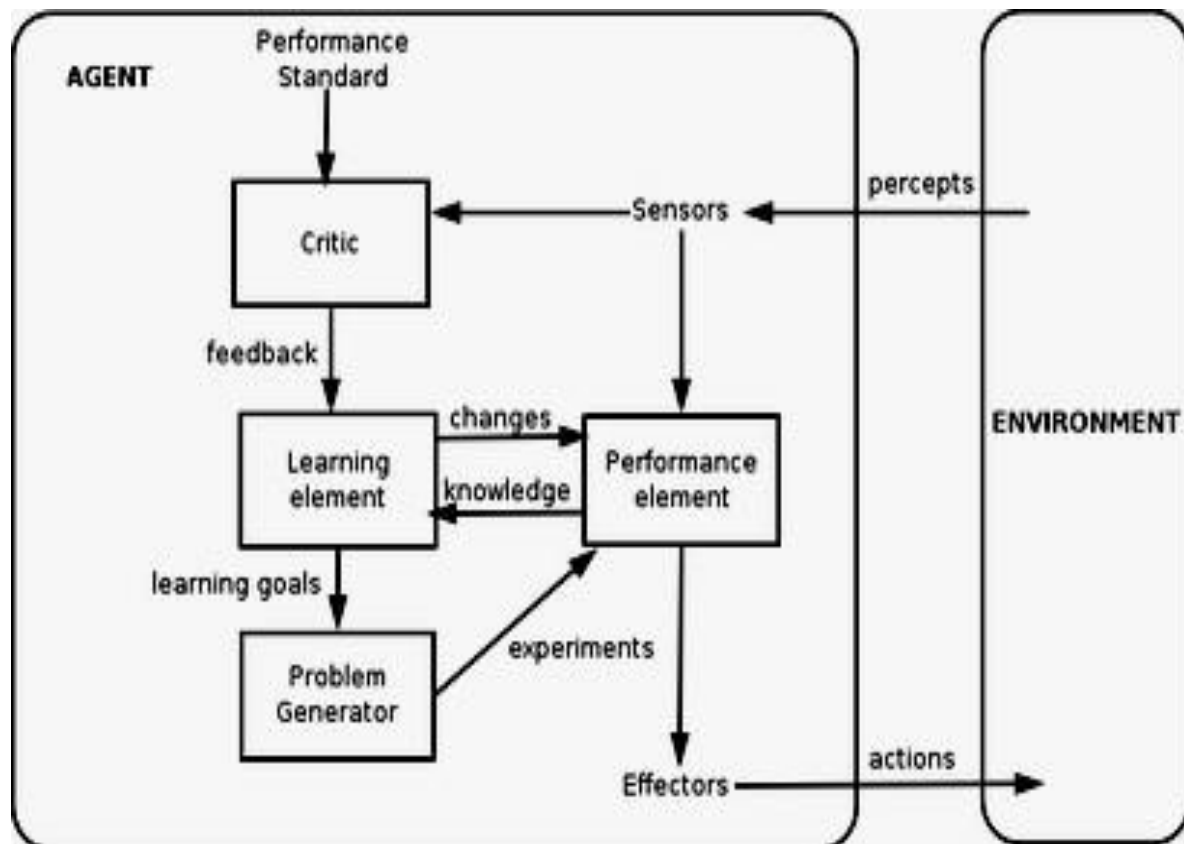 Performance
Standard
AGENT
percepts
Sensors
Critic
feedback
changes
ENVIRONMENT
Learning
element
Performance
element
knowledge
learning goals
experiments
Problem
Generator
actions
Effectors